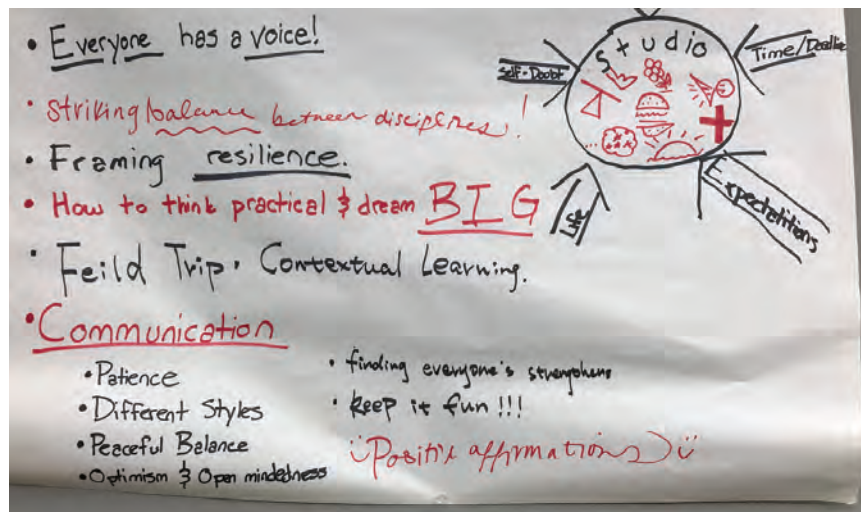 • Everyone has a voice!
• Striking balance between disciplines!
• Framing resilience.
• How to think practical & dream BIG
• Feild Trip. Contextual Learning.
• Communication
• Patience
• Different Styles
• Peaceful Balance
• Optimism & Open mindedness
• finding everyone's
• keep it fun !!!
Positive affirmations
Studio
Self-Doubt
Time/Deadline
Life
Expectations